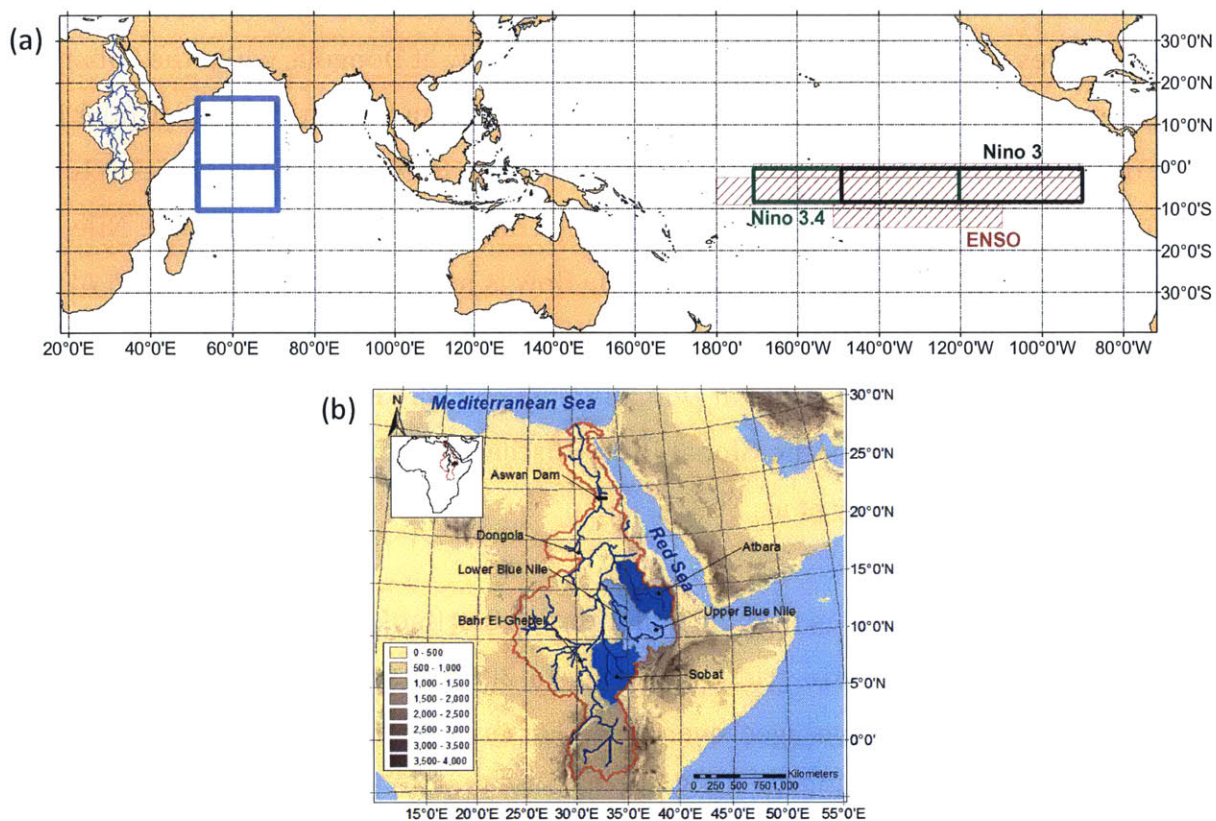 (a)
30°0'N
20°0'N
10°0'N
0°0'
10°0'S
20°0'S
30°0'S
Nino 3
Nino 3.4
ENSO
20°0'E 40°0'E 60°0'E 80°0'E 100°0'E 120°0'E 140°0'E 160°0'E 180°0' 160°0'W 140°0'W 120°0'W 100°0'W 80°0'W
(b)
N
Mediterranean Sea
30°0'N
25°0'N
20°0'N
15°0'N
10°0'N
5°0'N
0°0'
Aswan Dam
Dongola
Red Sea
Atbara
Lower Blue Nile
Upper Blue Nile
Bahr El-Ghebel
Sobat
0 - 500
500 - 1,000
1,000 - 1,500
1,500 - 2,000
2,000 - 2,500
2,500 - 3,000
3,000 - 3,500
3,500 - 4,000
Kilometers
0 250 500 750 1,000
15°0'E 20°0'E 25°0'E 30°0'E 35°0'E 40°0'E 45°0'E 50°0'E 55°0'E